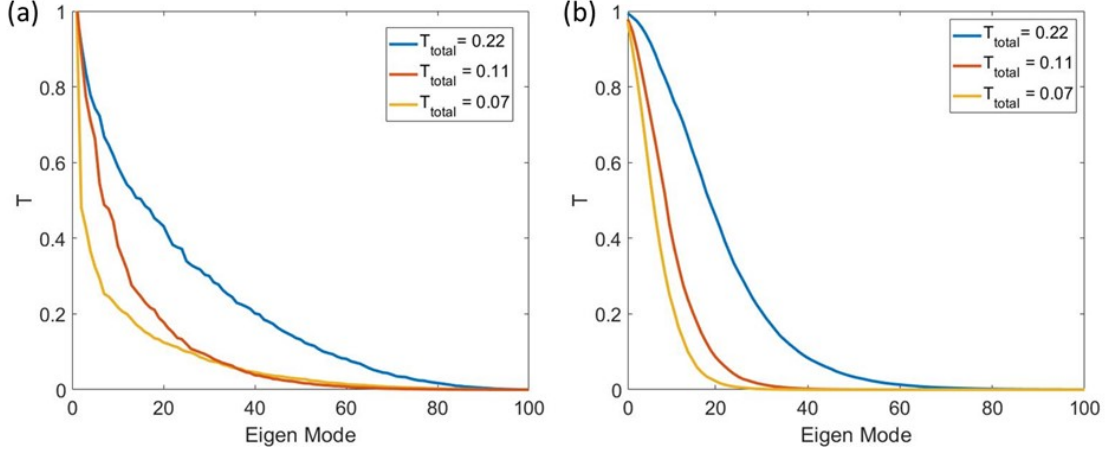 (a)
1
0.8
0.6
0.4
0.2
0
T
0 20 40 60 80 100
Eigen Mode
T_total = 0.22
T_total = 0.11
T_total = 0.07
(b)
1
0.8
0.6
0.4
0.2
0
T
0 20 40 60 80 100
Eigen Mode
T_total = 0.22
T_total = 0.11
T_total = 0.07